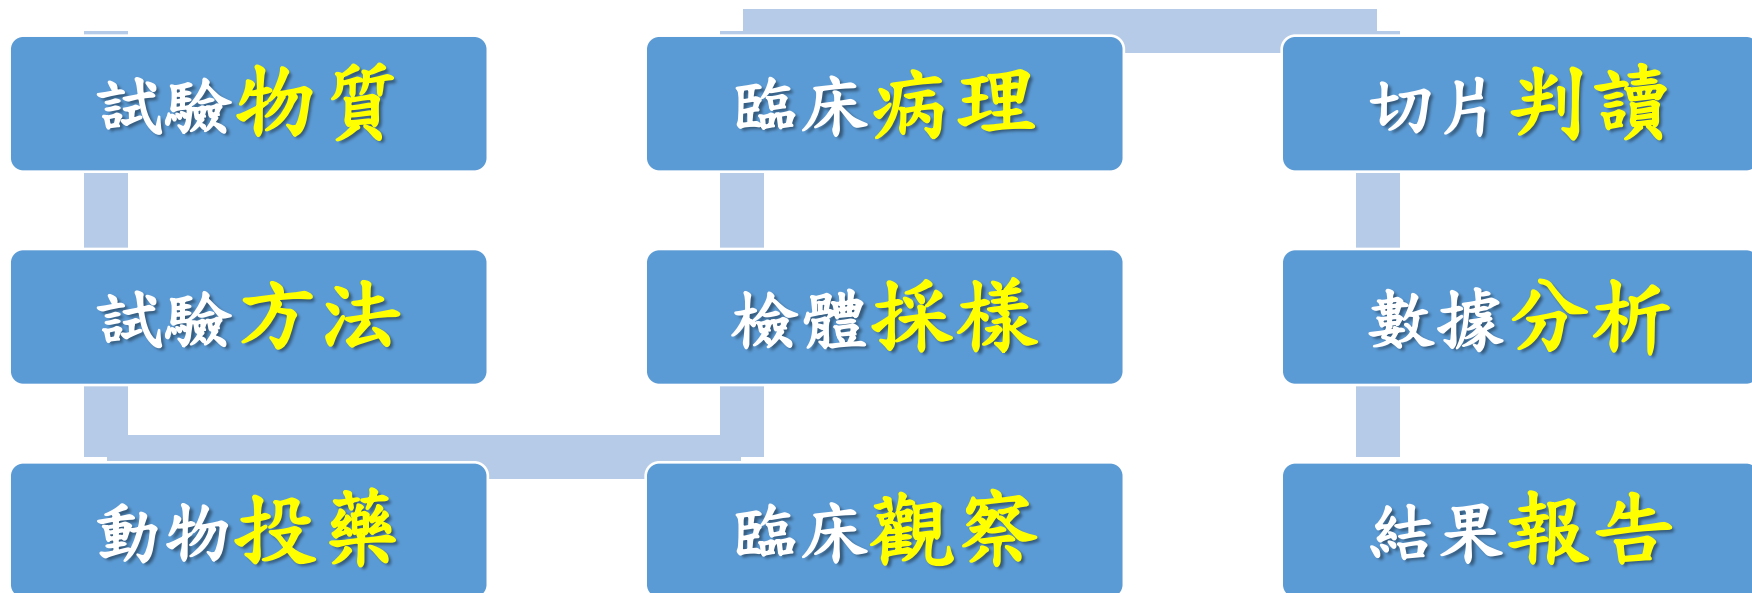 試驗物質
試驗方法
動物投藥
臨床觀察
檢體採樣
臨床病理
切片判讀
數據分析
結果報告